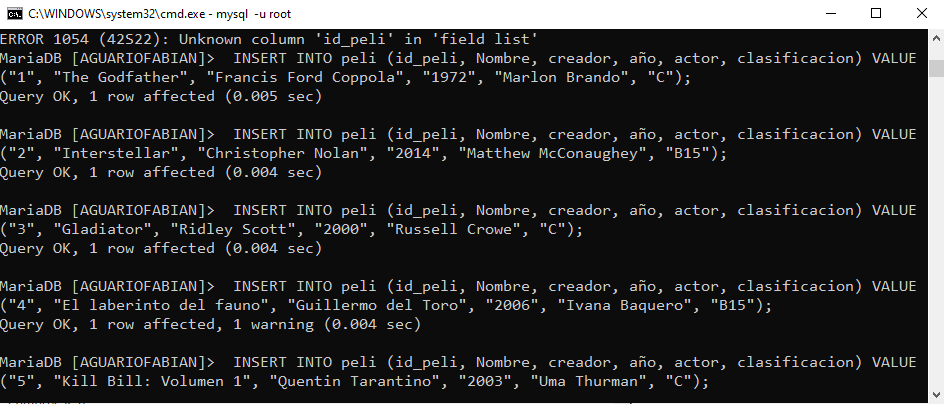 C:\WINDOWS\system32\cmd.exe - mysql -u root
ERROR 1054 (42S22): Unknown column 'id_peli' in 'field list'
MariaDB [AGUARIOFABIAN]>  INSERT INTO peli (id_peli, Nombre, creador, año, actor, clasificacion) VALUE
("1", "The Godfather", "Francis Ford Coppola", "1972", "Marlon Brando", "C");
Query OK, 1 row affected (0.005 sec)
MariaDB [AGUARIOFABIAN]>  INSERT INTO peli (id_peli, Nombre, creador, año, actor, clasificacion) VALUE
("2", "Interstellar", "Christopher Nolan", "2014", "Matthew McConaughey", "B15");
Query OK, 1 row affected (0.004 sec)
MariaDB [AGUARIOFABIAN]>  INSERT INTO peli (id_peli, Nombre, creador, año, actor, clasificacion) VALUE
("3", "Gladiator", "Ridley Scott", "2000", "Russell Crowe", "C");
Query OK, 1 row affected (0.004 sec)
MariaDB [AGUARIOFABIAN]>  INSERT INTO peli (id_peli, Nombre, creador, año, actor, clasificacion) VALUE
("4", "El laberinto del fauno", "Guillermo del Toro", "2006", "Ivana Baquero", "B15");
Query OK, 1 row affected, 1 warning (0.004 sec)
MariaDB [AGUARIOFABIAN]>  INSERT INTO peli (id_peli, Nombre, creador, año, actor, clasificacion) VALUE
("5", "Kill Bill: Volumen 1", "Quentin Tarantino", "2003", "Uma Thurman", "C");